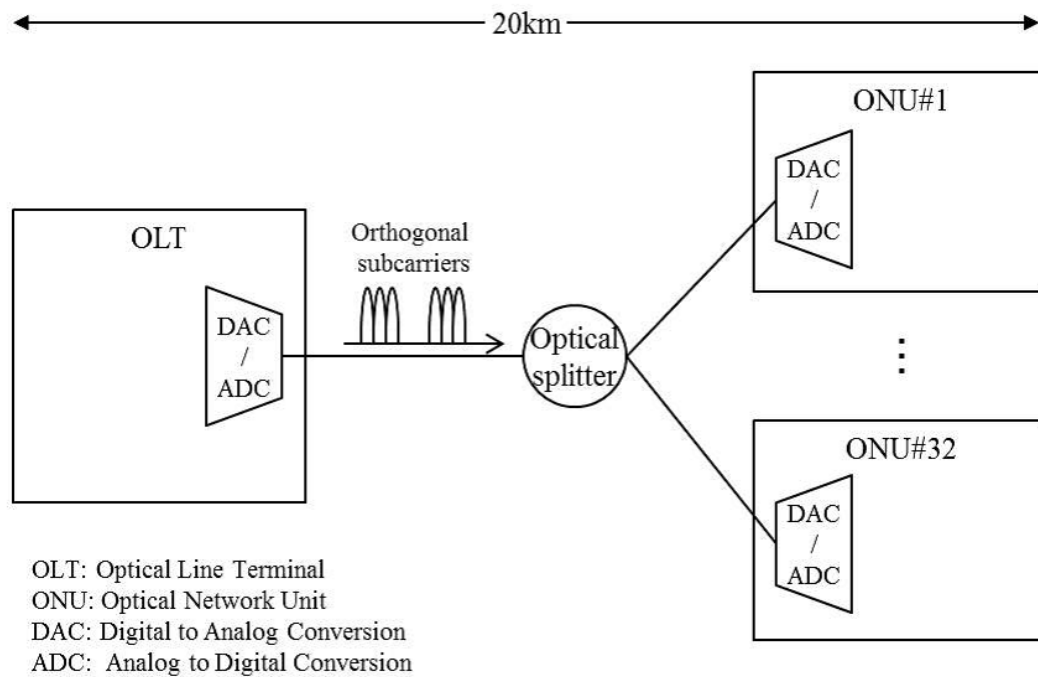 20km
ONU#1
DAC
/
ADC
OLT
Orthogonal
subcarriers
DAC
/
ADC
Optical
splitter
⋮
ONU#32
DAC
/
ADC
OLT: Optical Line Terminal
ONU: Optical Network Unit
DAC: Digital to Analog Conversion
ADC: Analog to Digital Conversion